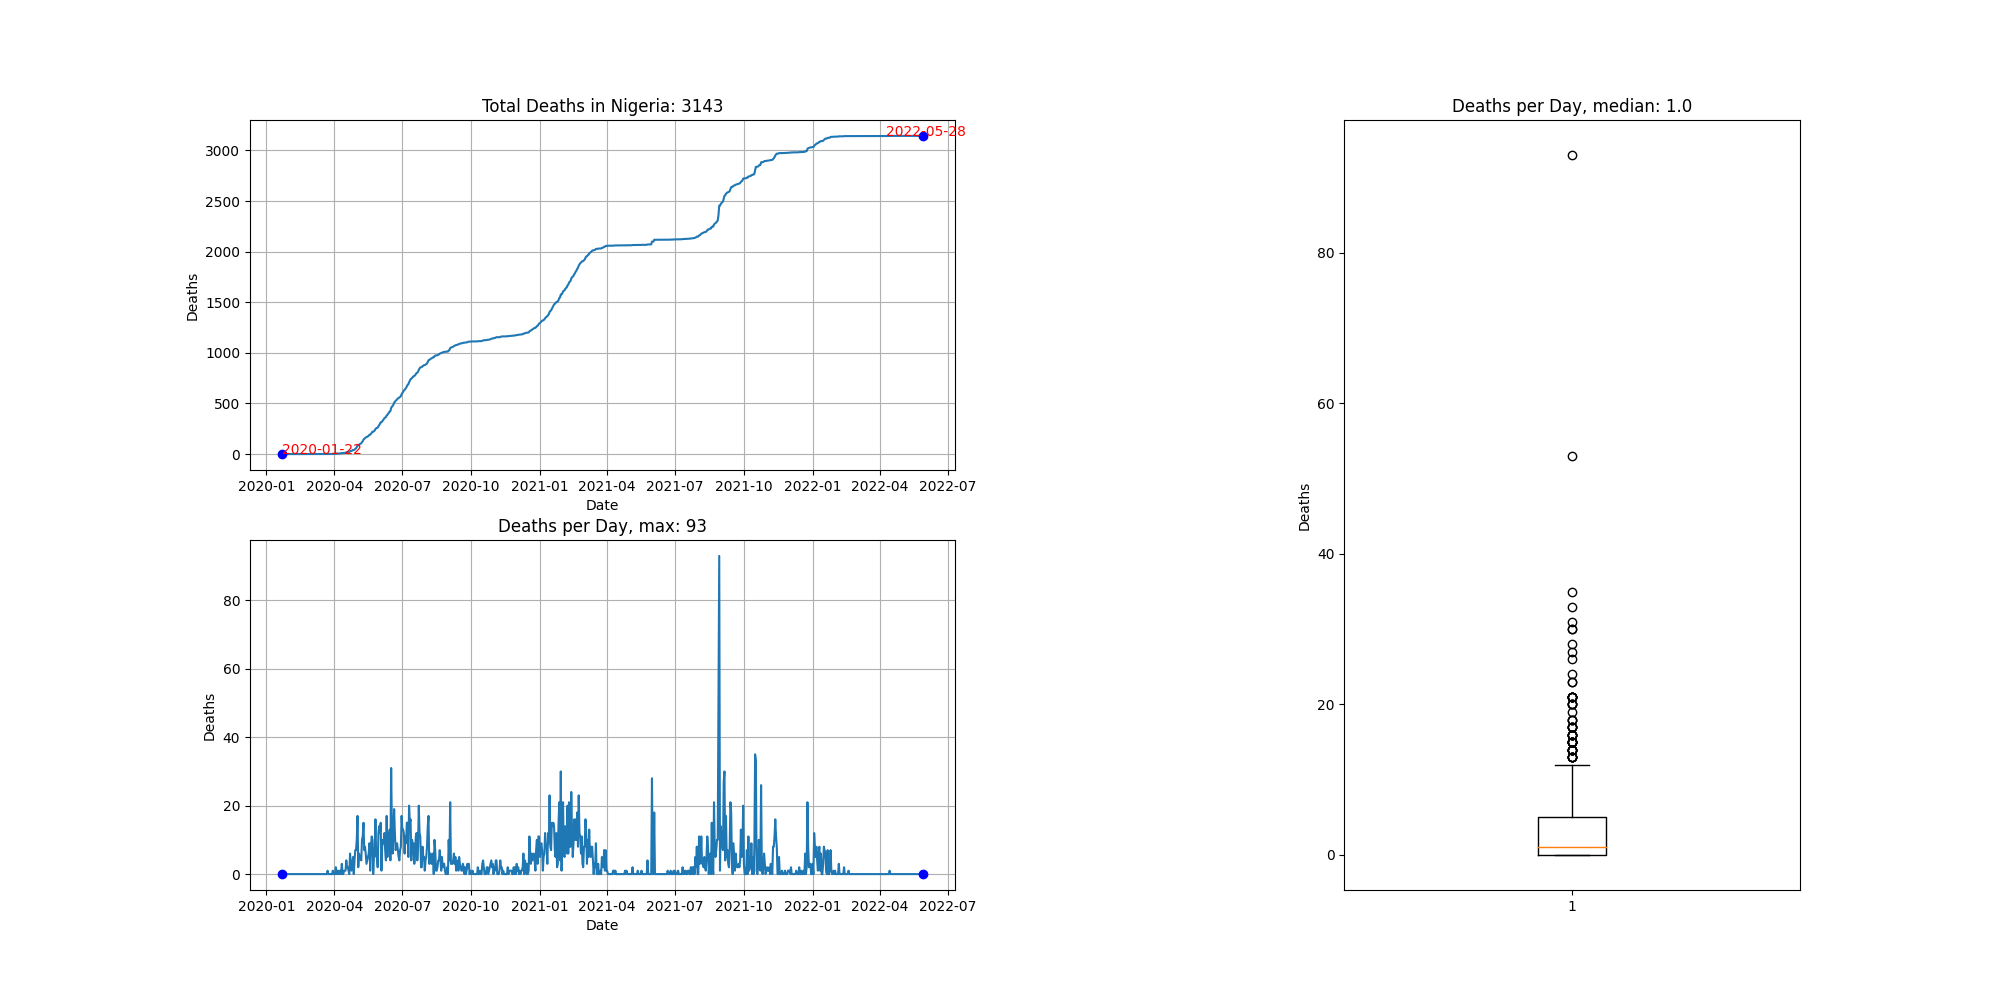 Total Deaths in Nigeria: 3143
3000
2500
2000
1500
1000
500
0
Deaths
2022-05-28
2020-01-22
2020-01 2020-04 2020-07 2020-10 2021-01 2021-04 2021-07 2021-10 2022-01 2022-04 2022-07
Date
Deaths per Day, max: 93
80
60
40
20
0
Deaths
2020-01 2020-04 2020-07 2020-10 2021-01 2021-04 2021-07 2021-10 2022-01 2022-04 2022-07
Date
Deaths per Day, median: 1.0
80
60
40
20
0
Deaths
1